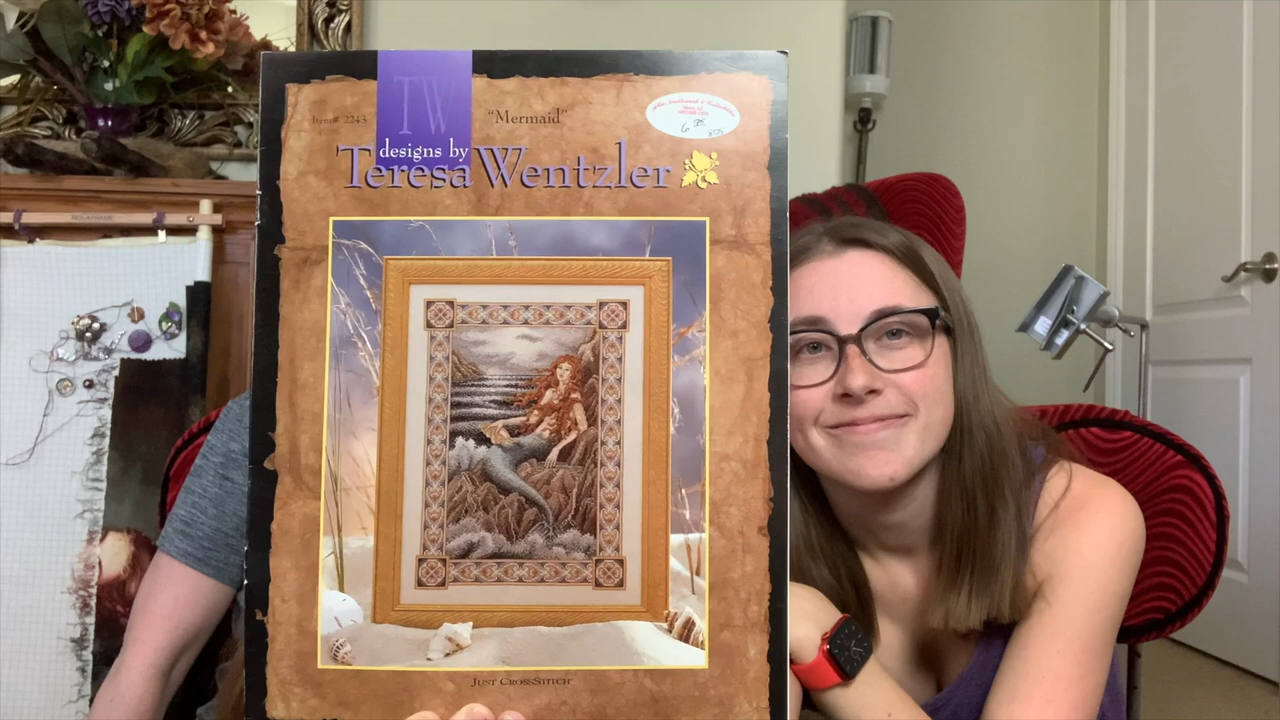 TW
Item# 2243
"Mermaid"
designs by
Teresa Wentzler
JUST CROSSSTITCH